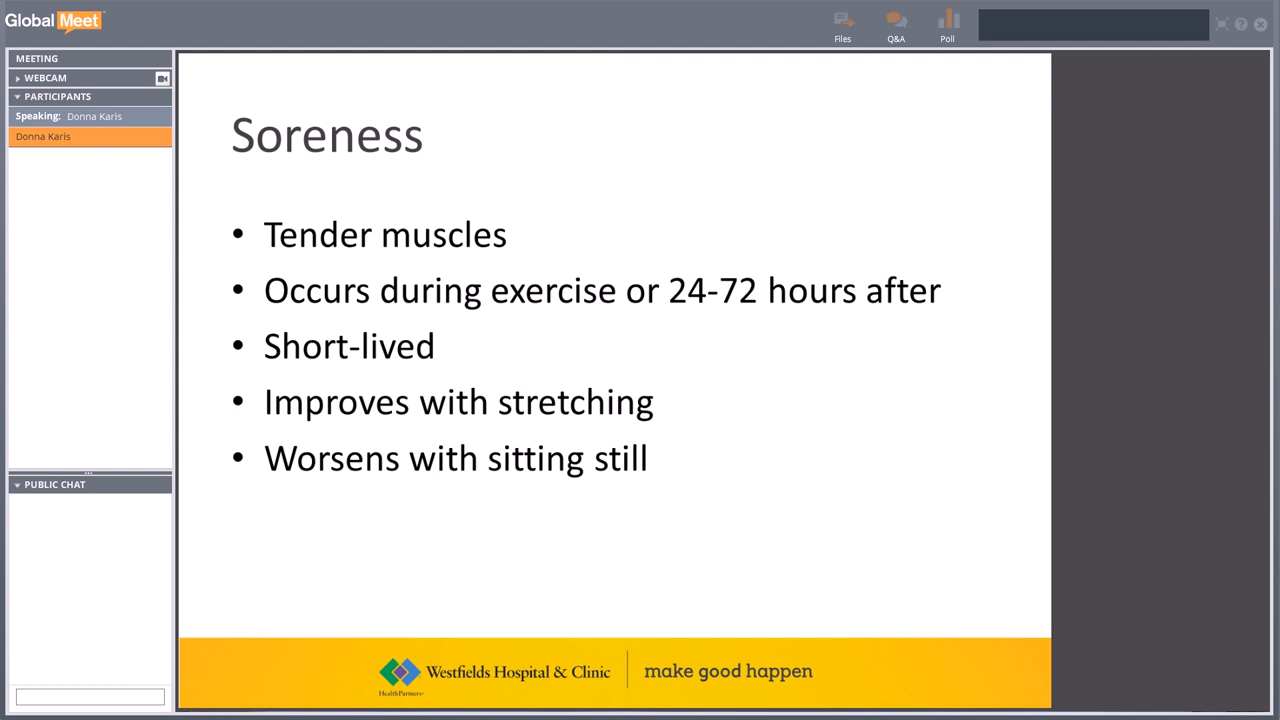 Global Meet
Files
Q&A
Poll
MEETING
WEBCAM
PARTICIPANTS
Speaking: Donna Karis
Donna Karis
PUBLIC CHAT
Soreness
• Tender muscles
• Occurs during exercise or 24-72 hours after
• Short-lived
• Improves with stretching
• Worsens with sitting still
Westfields Hospital & Clinic
HealthPartners
make good happen